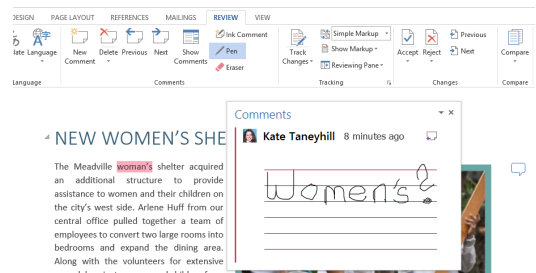 DESIGN PAGE LAYOUT REFERENCES MAILINGS REVIEW VIEW
late Language
New Comment
Delete
Previous
Next
Show Comments
Ink Comment
Pen
Eraser
Track Changes
Simple Markup
Show Markup
Reviewing Pane
Accept
Reject
Previous
Next
Compare
Language Comments Tracking Changes Compare
Comments
Kate Taneyhill 8 minutes ago
Women's?
NEW WOMEN'S SHE
The Meadville woman's shelter acquired
an additional structure to provide
assistance to women and their children on
the city's west side. Arlene Huff from our
central office pulled together a team of
employees to convert two large rooms into
bedrooms and expand the dining area.
Along with the volunteers for extensive